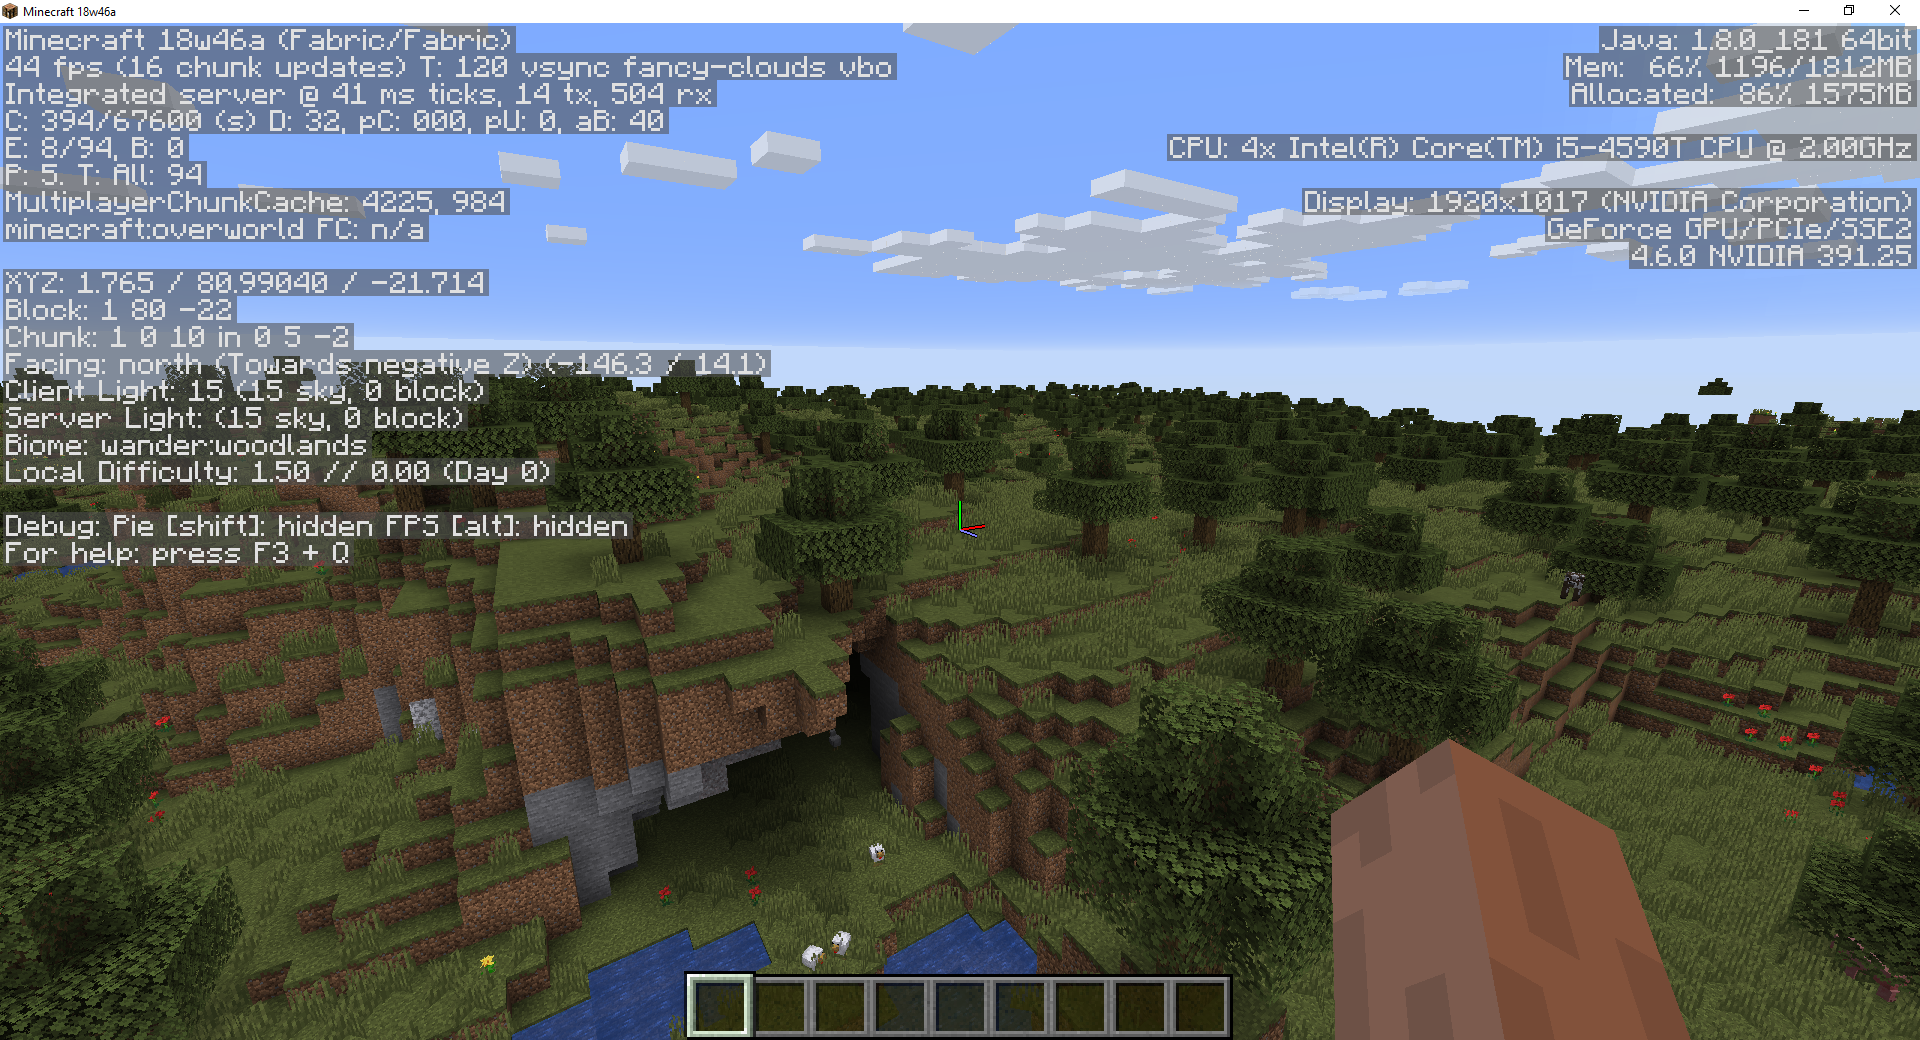 Minecraft 18w46a
Minecraft 18w46a (Fabric/Fabric)
44 fps (16 chunk updates) T: 120 vsync fancy-clouds vbo
Integrated server @ 41 ms ticks, 14 tx, 504 rx
C: 394/67600 (s) D: 32, pC: 000, pU: 0, aB: 40
E: 8/94, B: 0
P: 5. T: All: 94
MultiplayerChunkCache: 4225, 984
minecraft:overworld FC: n/a
XYZ: 1.765 / 80.99040 / -21.714
Block: 1 80 -22
Chunk: 1 0 10 in 0 5 -2
Facing: north (Towards negative Z) (-146.3 / 14.1)
Client Light: 15 (15 sky, 0 block)
Server Light: (15 sky, 0 block)
Biome: wander:woodlands
Local Difficulty: 1.50 // 0.00 (Day 0)
Debug: Pie [shift]: hidden FPS [alt]: hidden
For help: press F3 + Q
Java: 1.8.0_181 64bit
Mem: 66% 1196/1812MB
Allocated: 86% 1575MB
CPU: 4x Intel(R) Core(TM) i5-4590T CPU @ 2.00GHz
Display: 1920x1017 (NVIDIA Corporation)
GeForce GPU/PCIe/SSE2
4.6.0 NVIDIA 391.25